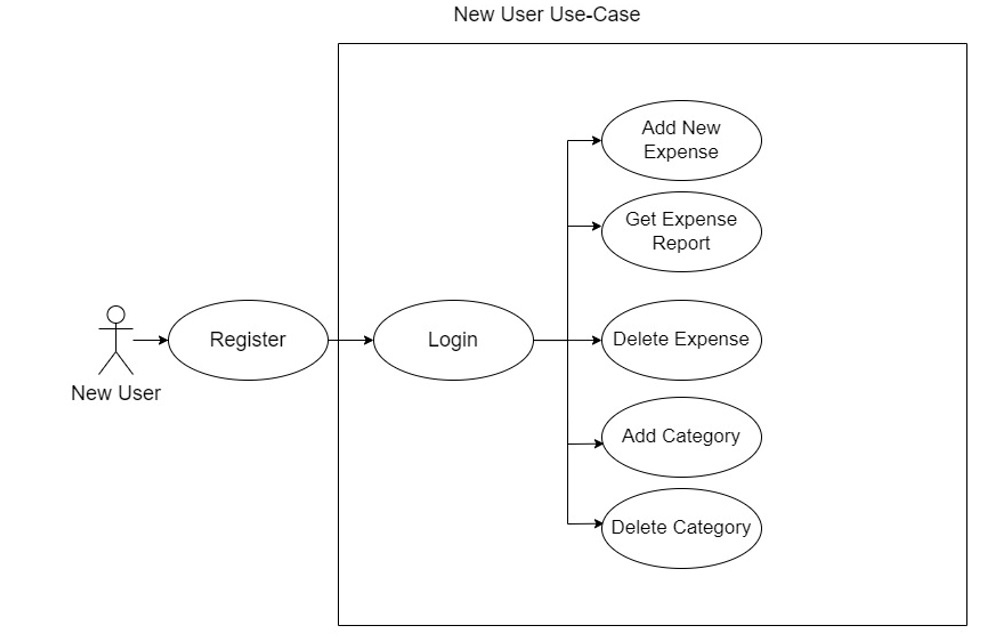 New User Use-Case
Add New
Expense
Get Expense
Report
Register
Login
Delete Expense
New User
Add Category
Delete Category